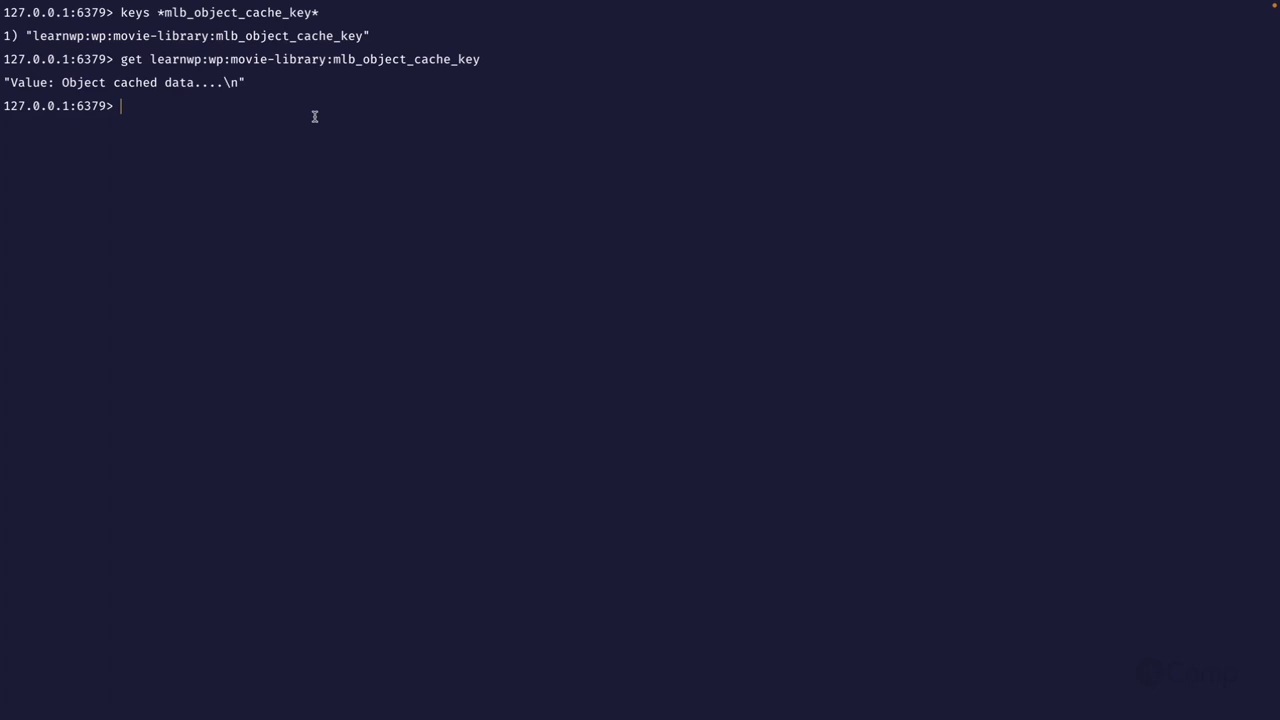 127.0.0.1:6379> keys *mlb_object_cache_key*
1) "learnwp:wp:movie-library:mlb_object_cache_key"
127.0.0.1:6379> get learnwp:wp:movie-library:mlb_object_cache_key
"Value: Object cached data....\n"
127.0.0.1:6379>